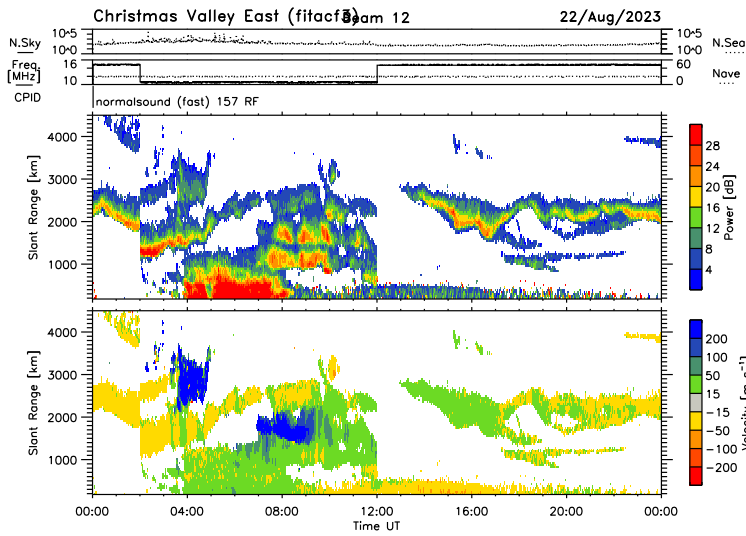 Christmas Valley East (fitacf3) Beam 12 22/Aug/2023
N.Sky 10^5 10^0 10^5 10^0 N.Sea
Freq. [MHz] 16 10 60 0 Nave
CPID normalsound (fast) 157 RF
Slant Range [km]
4000
3000
2000
1000
Power [dB]
28
24
20
16
12
8
4
Slant Range [km]
4000
3000
2000
1000
Velocity [m s^-1]
200
100
50
15
-15
-50
-100
-200
00:00 04:00 08:00 12:00 16:00 20:00 00:00
Time UT